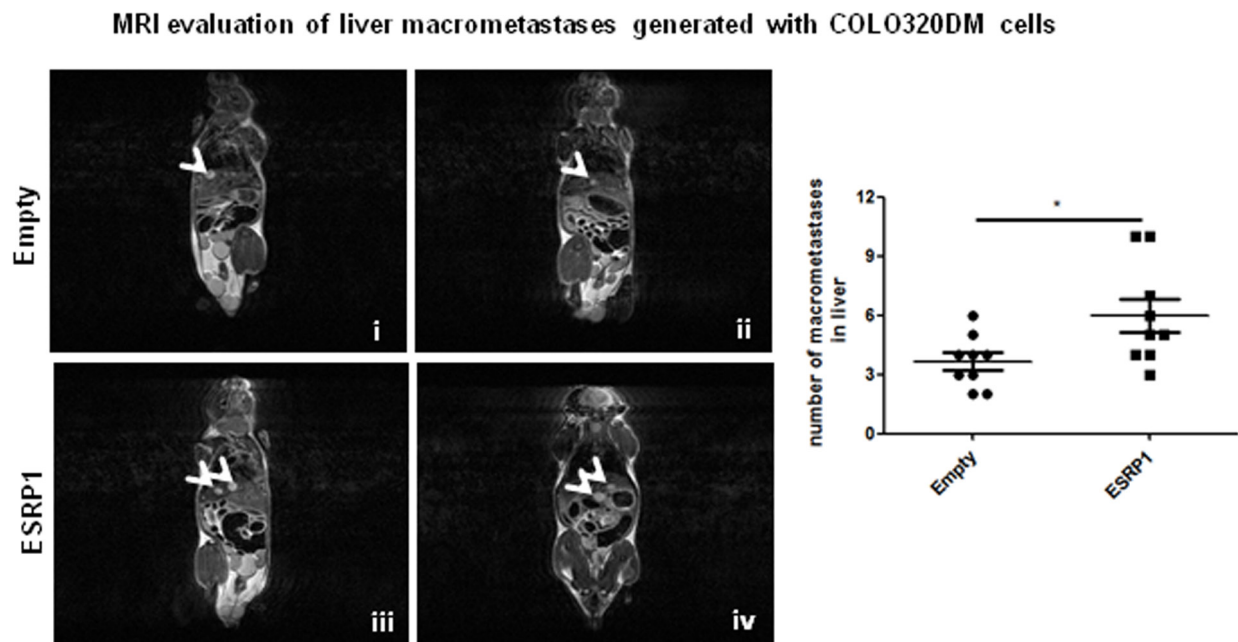 MRI evaluation of liver macrometastases generated with COLO320DM cells
Empty
i
ii
ESRP1
iii
iv
number of macrometastases
in liver
12
9
6
3
0
*
Empty
ESRP1